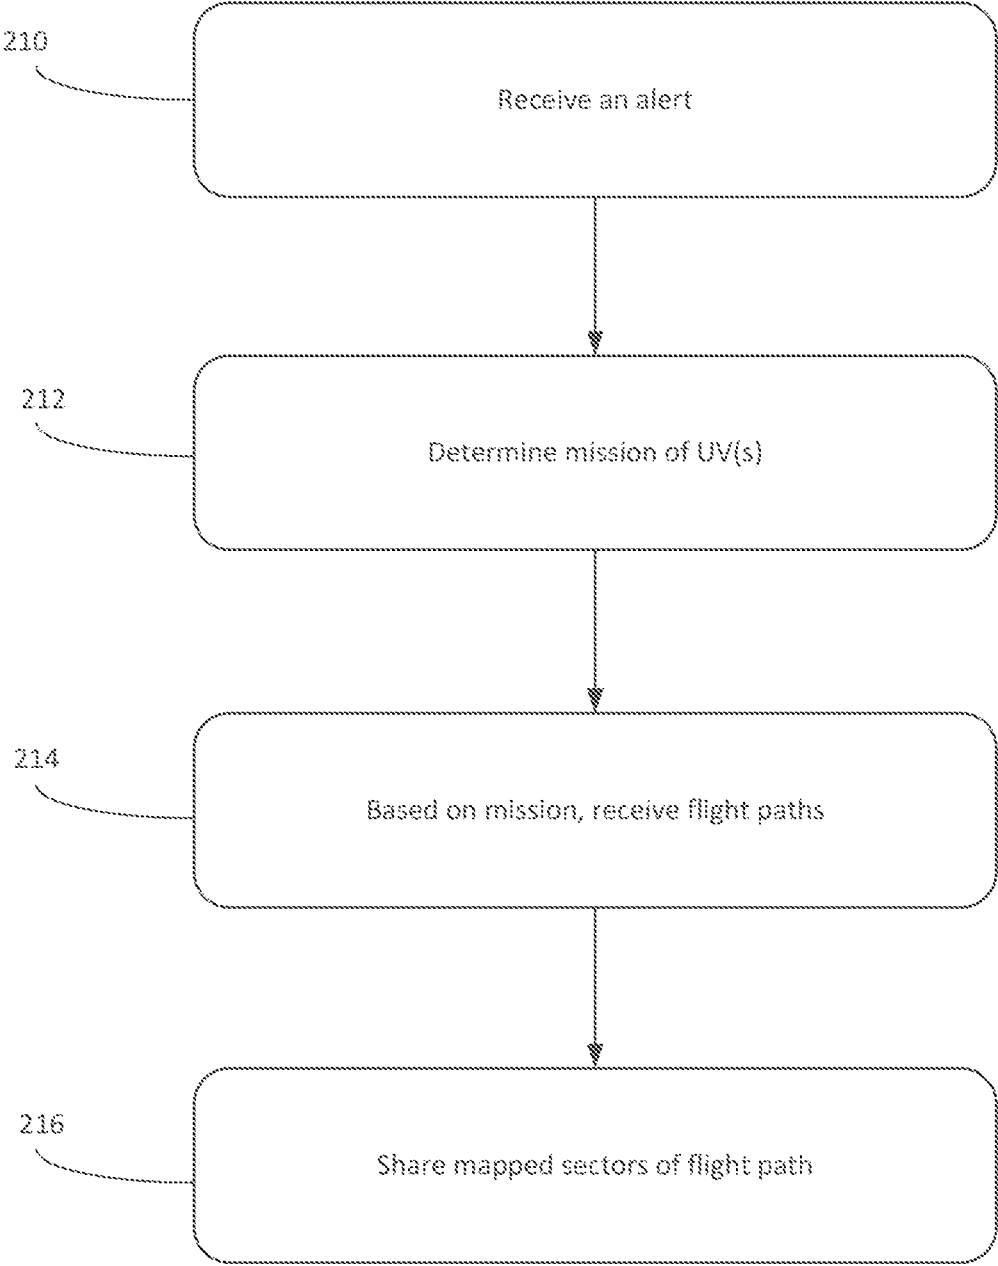 210
Receive an alert
212
Determine mission of UV(s)
214
Based on mission, receive flight paths
216
Share mapped sectors of flight path